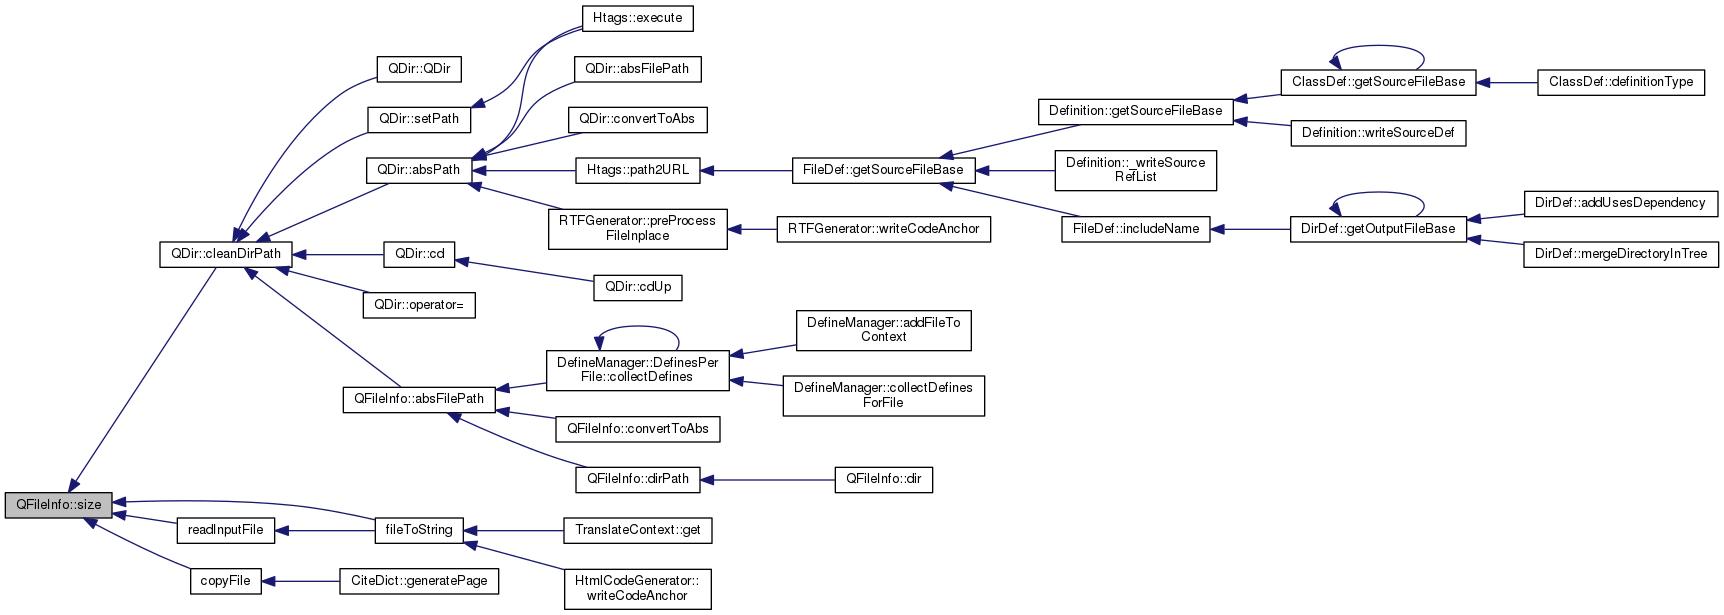 Htags::execute
QDir::QDir
QDir::absFilePath
ClassDef::getSourceFileBase
ClassDef::definitionType
QDir::setPath
QDir::convertToAbs
Definition::getSourceFileBase
Definition::writeSourceDef
QDir::absPath
Htags::path2URL
FileDef::getSourceFileBase
Definition::_writeSource
RefList
RTFGenerator::preProcess
FileInplace
RTFGenerator::writeCodeAnchor
FileDef::includeName
DirDef::getOutputFileBase
DirDef::addUsesDependency
DirDef::mergeDirectoryInTree
QDir::cleanDirPath
QDir::cd
QDir::cdUp
QDir::operator=
DefineManager::addFileTo
Context
DefineManager::DefinesPer
File::collectDefines
DefineManager::collectDefines
ForFile
QFileInfo::absFilePath
QFileInfo::convertToAbs
QFileInfo::dirPath
QFileInfo::dir
QFileInfo::size
readInputFile
fileToString
TranslateContext::get
copyFile
CiteDict::generatePage
HtmlCodeGenerator::
writeCodeAnchor